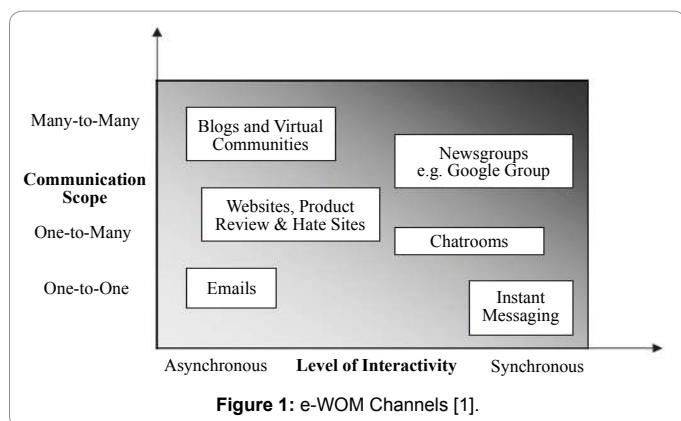 Many-to-Many
Blogs and Virtual
Communities
Newsgroups
e.g. Google Group
Communication
Scope
Websites, Product
Review & Hate Sites
One-to-Many
Chatrooms
One-to-One
Emails
Instant
Messaging
Asynchronous Level of Interactivity Synchronous
Figure 1: e-WOM Channels [1].